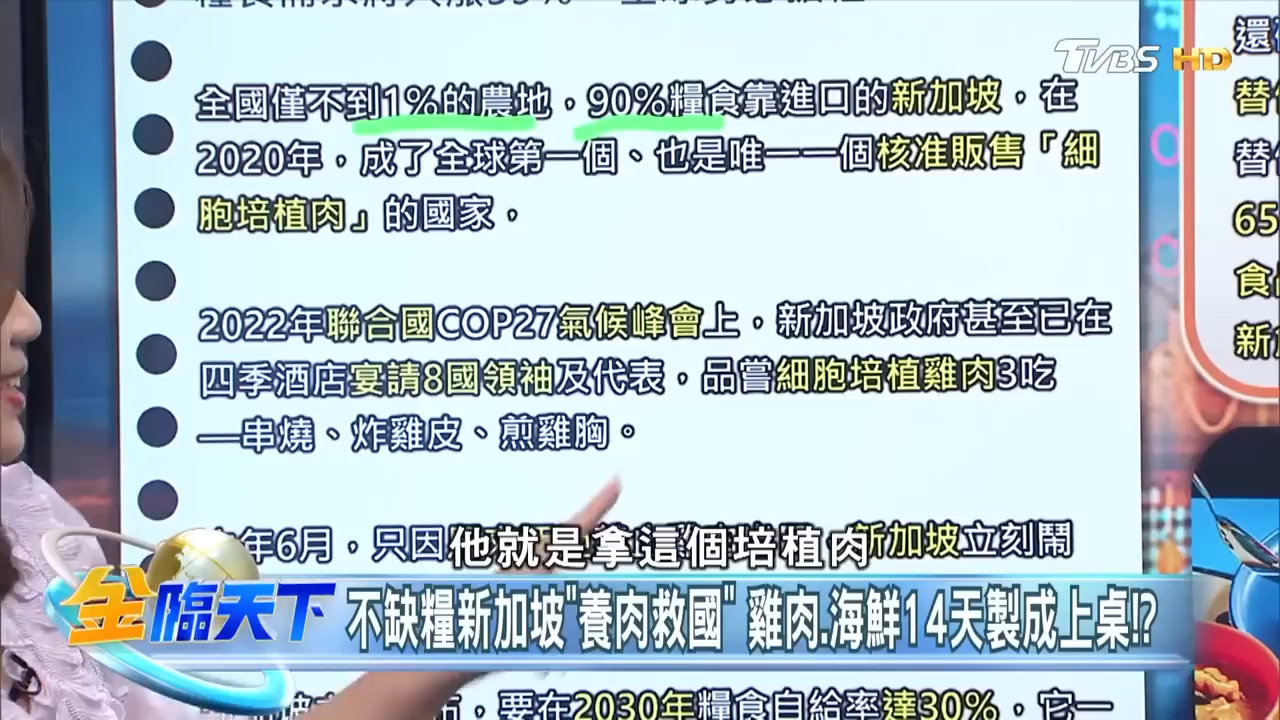 TVBS HD
全國僅不到1%的農地，90%糧食靠進口的新加坡，在
2020年，成了全球第一個、也是唯一一個核准販售「細
胞培植肉」的國家。
2022年聯合國COP27氣候峰會上，新加坡政府甚至已在
四季酒店宴請8國領袖及代表，品嘗細胞培植雞肉3吃
—串燒、炸雞皮、煎雞胸。
年6月，只因
新加坡立刻鬧
他就是拿這個培植肉
金臨天下
不缺糧新加坡"養肉救國" 雞肉.海鮮14天製成上桌!?
要在2030年糧食自給率達30%，它一
還
替
替
65
食
新